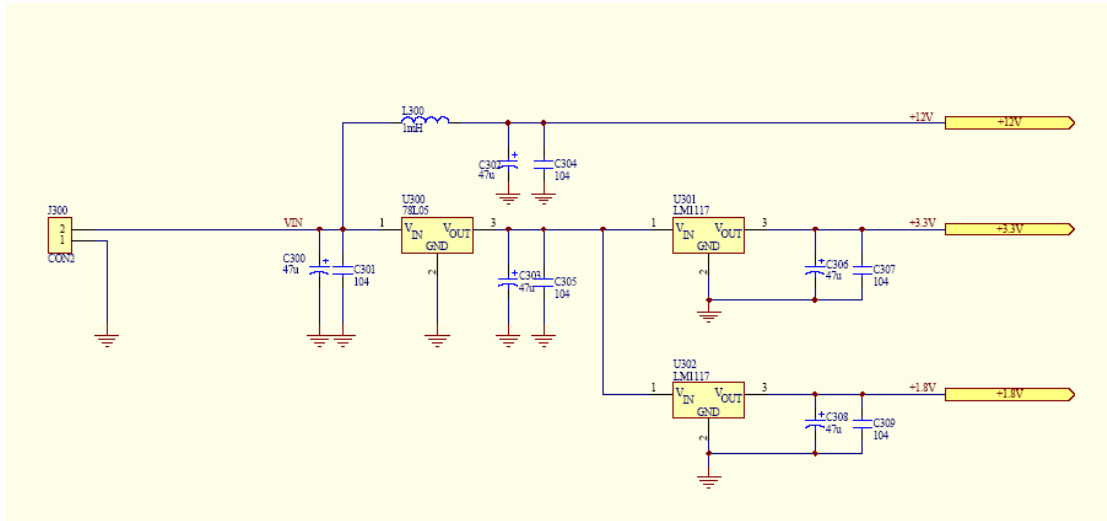 L300
1mH
+12V
+12V
C302
+
47u
C304
104
J300
2
1
CON2
VIN
U300
78L05
1
VIN
VOUT
GND
3
2
U301
LM1117
1
VIN
VOUT
GND
3
2
+3.3V
+3.3V
C300
+
47u
C301
104
C303
+
47u
C305
104
C306
+
47u
C307
104
U302
LM1117
1
VIN
VOUT
GND
3
2
+1.8V
+1.8V
C308
+
47u
C309
104